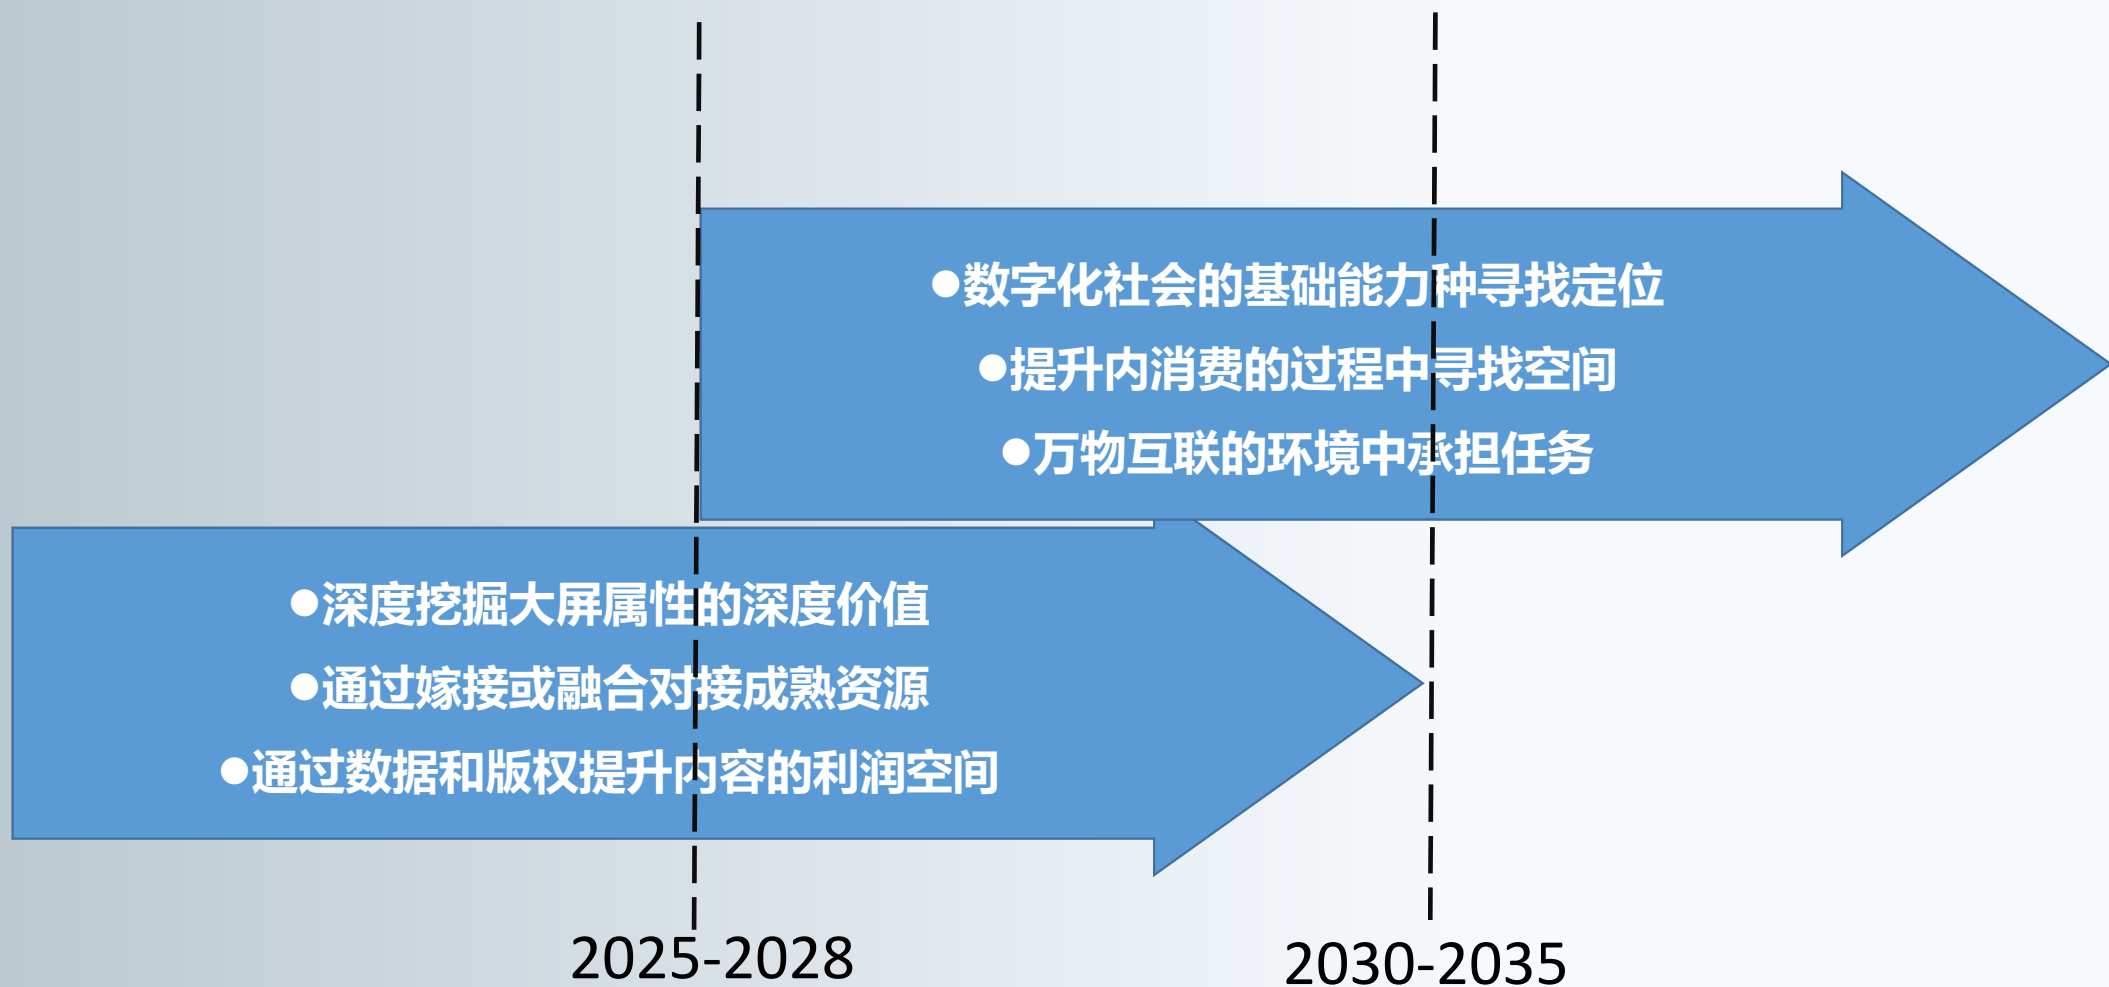 ●数字化社会的基础能力种寻找定位
●提升内消费的过程中寻找空间
●万物互联的环境中承担任务
●深度挖掘大屏属性的深度价值
●通过嫁接或融合对接成熟资源
●通过数据和版权提升内容的利润空间
2025-2028
2030-2035